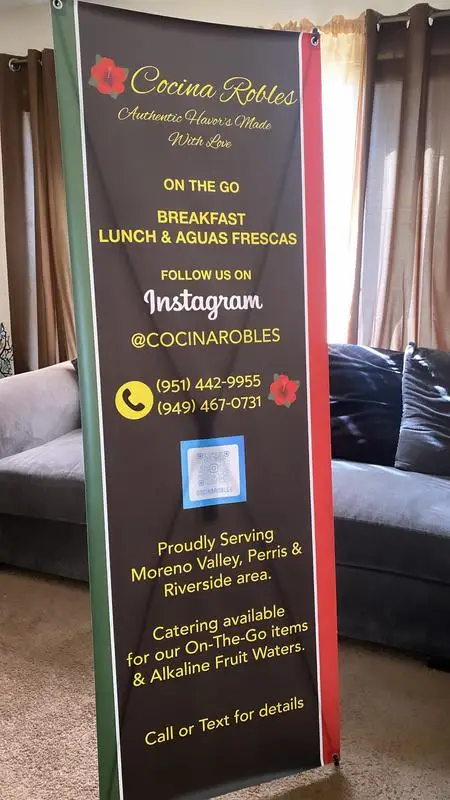 Cocina Robles
Authentic Havor's Made
With Love
ON THE GO
BREAKFAST
LUNCH & AGUAS FRESCAS
FOLLOW US ON
Instagram
@COCINAROBLES
(951) 442-9955
(949) 467-0731
COCINAROBLES
Proudly Serving
Moreno Valley, Perris &
Riverside area.
Catering available
for our On-The-Go items
& Alkaline Fruit Waters.
Call or Text for details